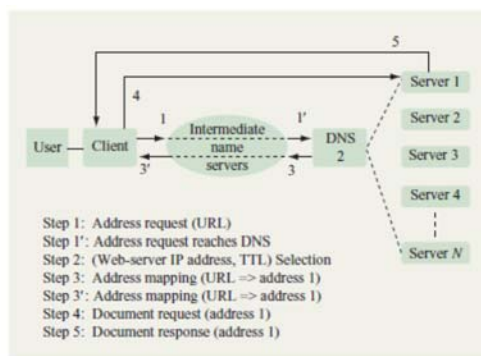 5
4
Server 1
1
1'
Intermediate
name
servers
User
Client
DNS
2
3'
3
Server 2
Server 3
Server 4
Server N
Step 1: Address request (URL)
Step 1': Address request reaches DNS
Step 2: (Web-server IP address, TTL) Selection
Step 3: Address mapping (URL => address 1)
Step 3': Address mapping (URL => address 1)
Step 4: Document request (address 1)
Step 5: Document response (address 1)